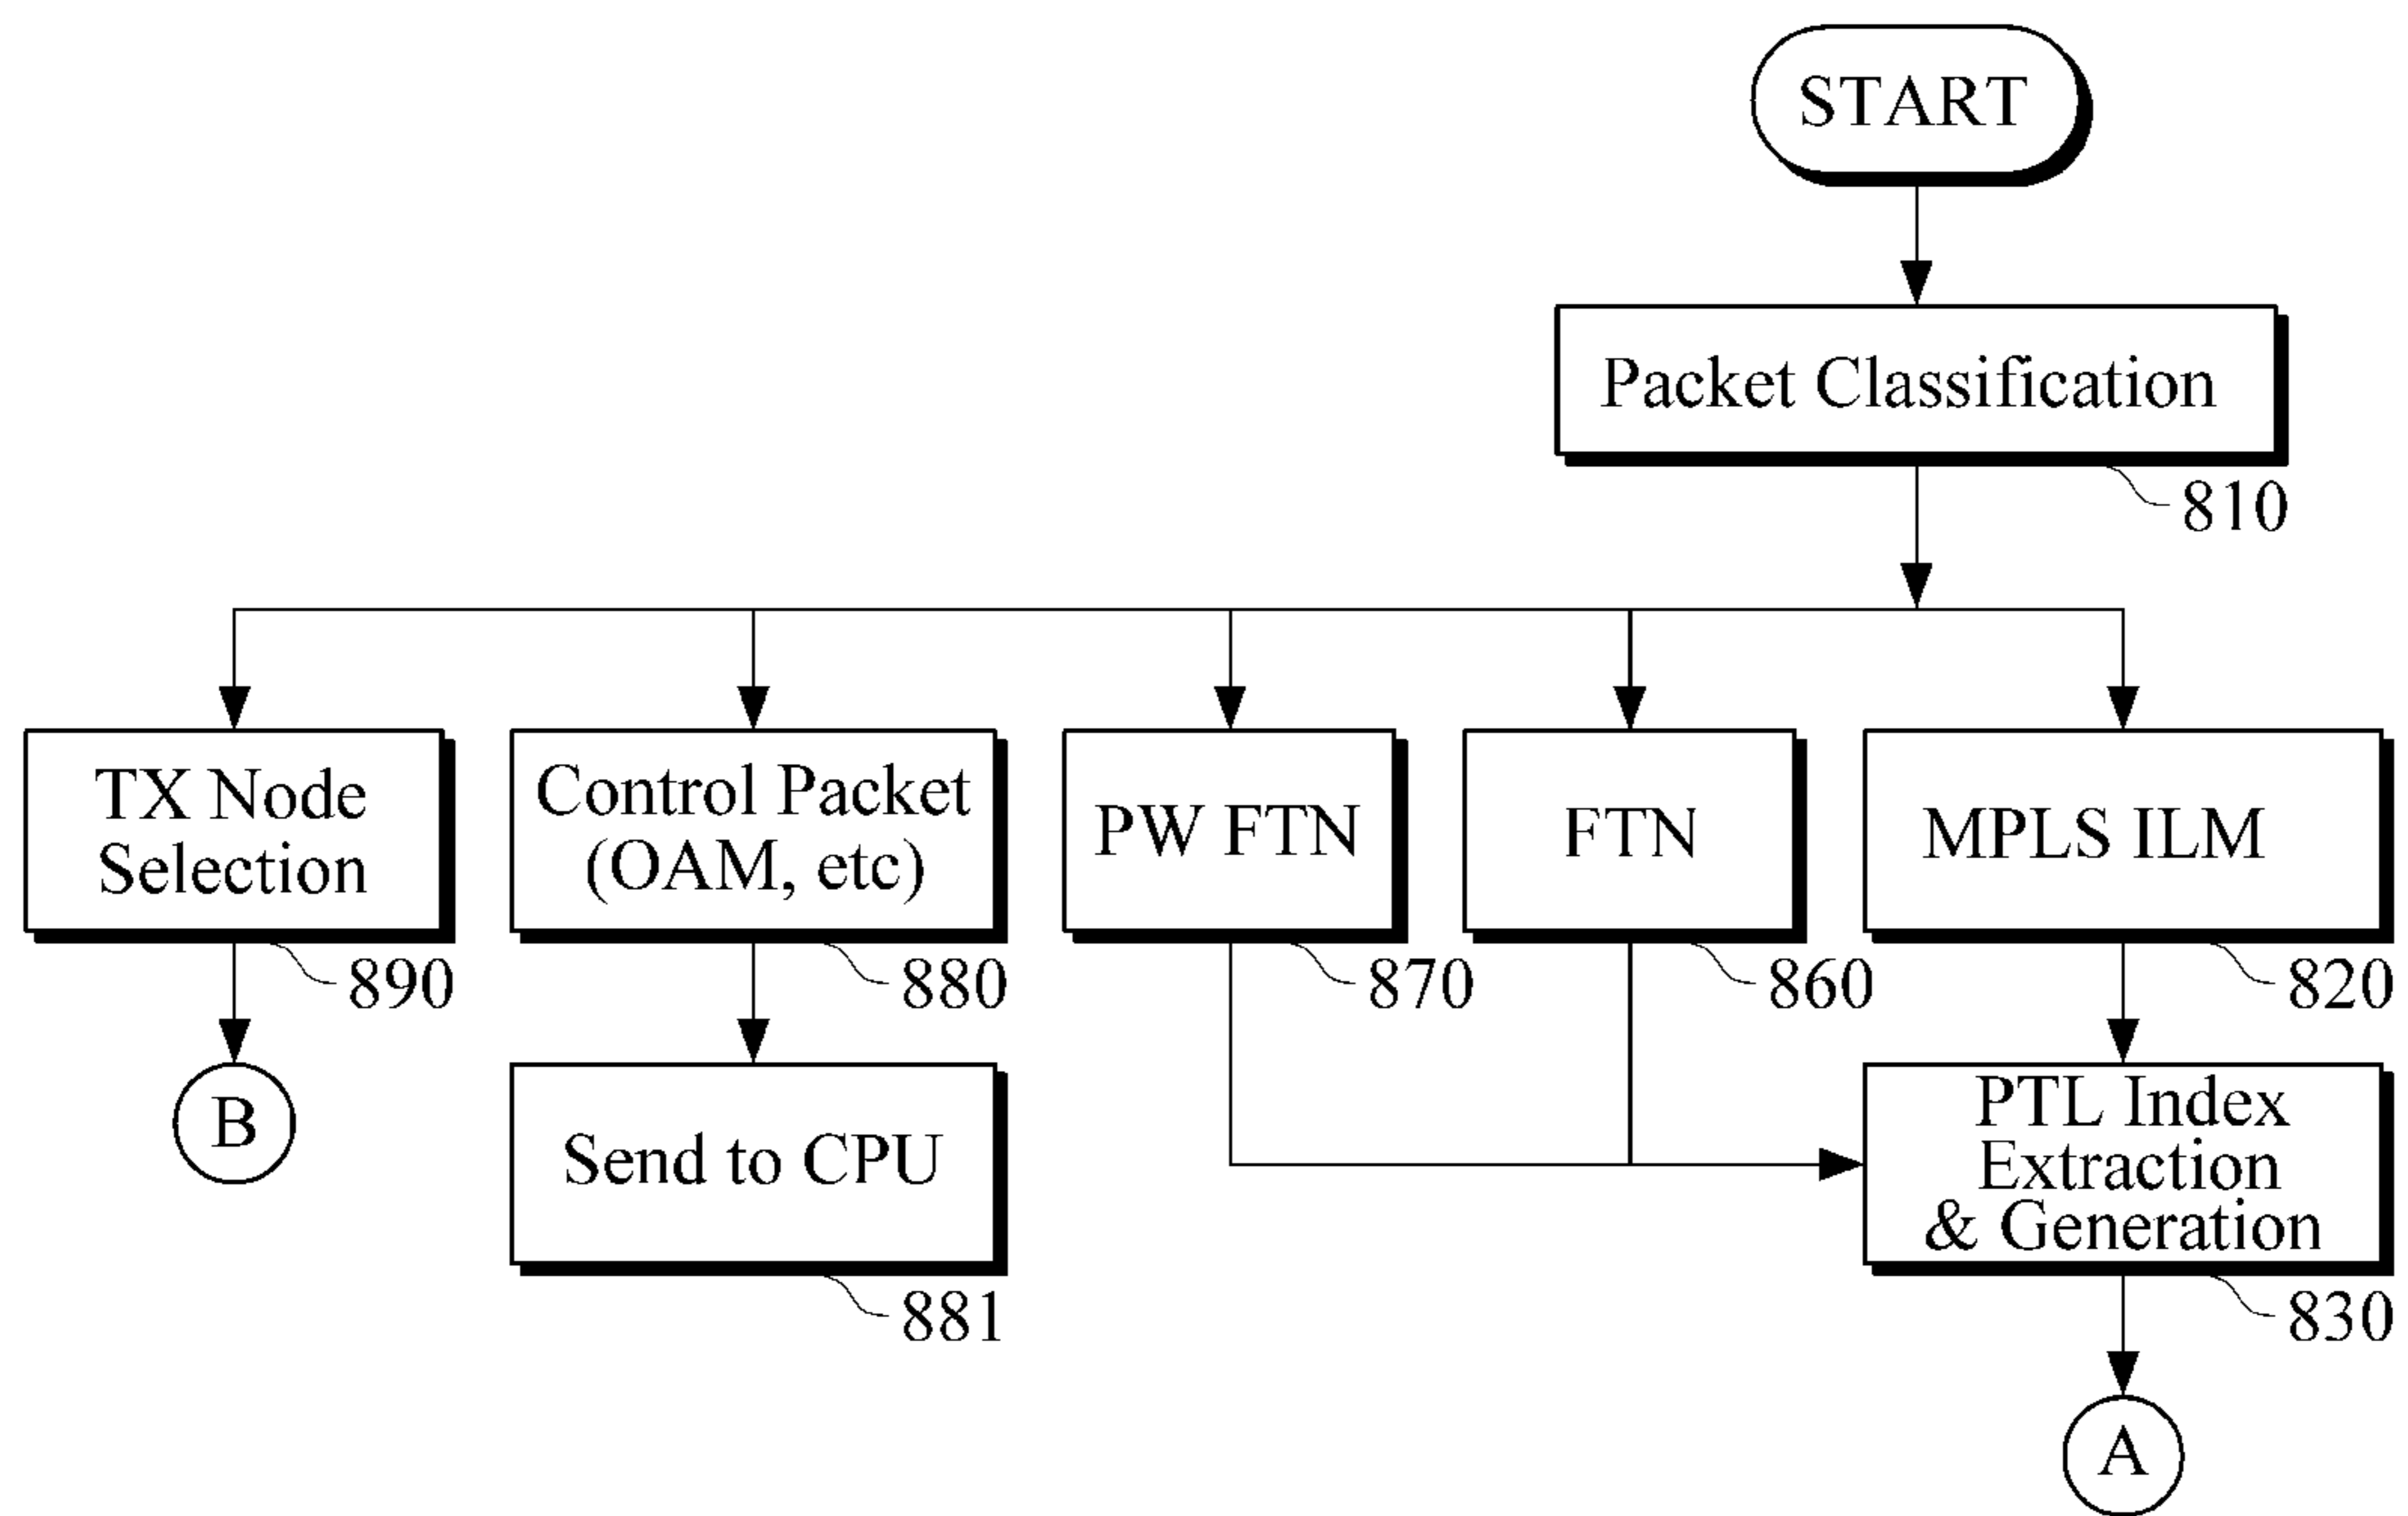 START
Packet Classification
810
TX Node
Selection
890
Control Packet
(OAM, etc)
880
PW FTN
870
FTN
860
MPLS ILM
820
B
Send to CPU
881
PTL Index
Extraction
& Generation
830
A